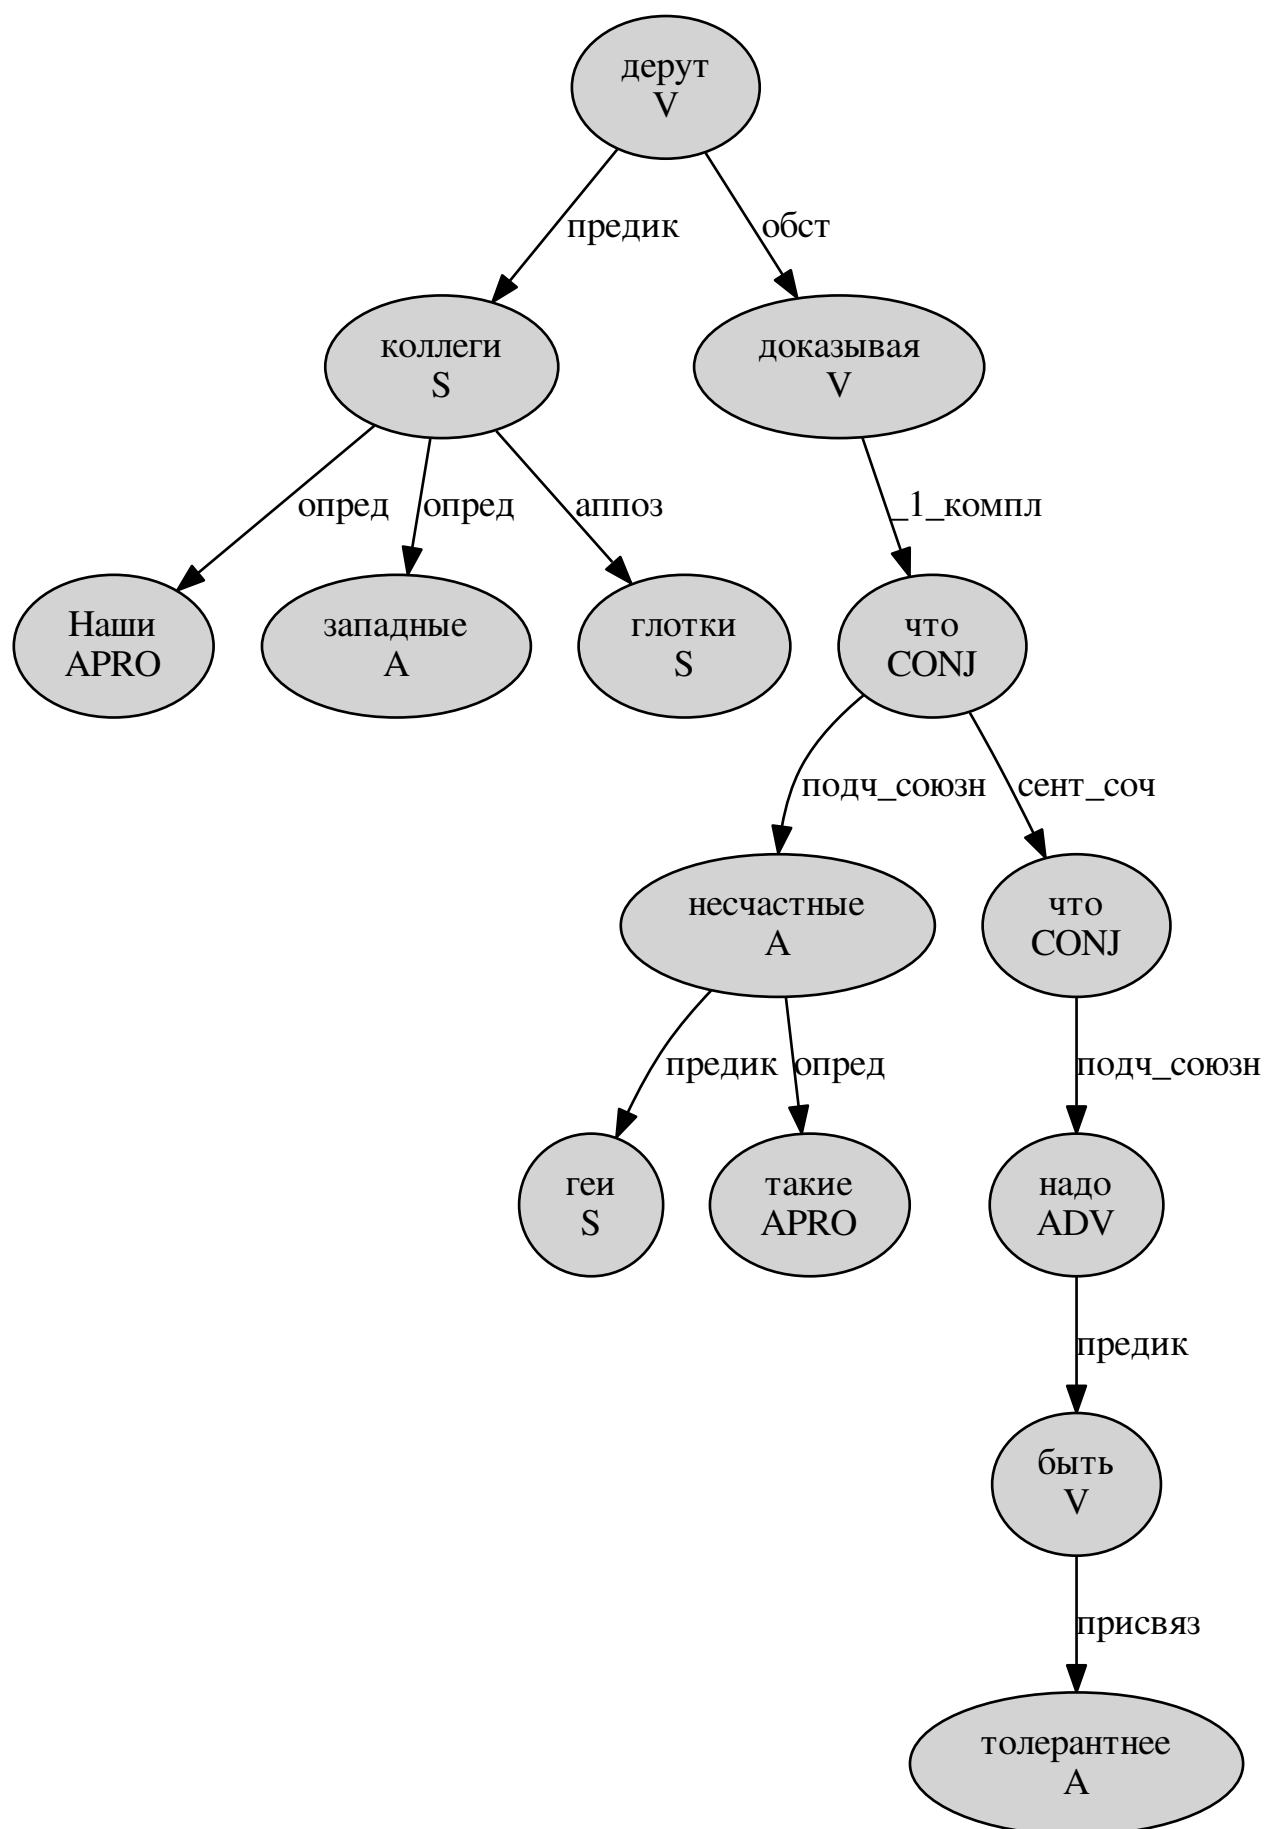 дерут
V
предик
обст
коллеги
S
доказывая
V
опред
опред
аппоз
_1_компл
Наши
APRO
западные
A
глотки
S
что
CONJ
подч_союзн
сент_соч
несчастные
A
что
CONJ
предик
опред
подч_союзн
геи
S
такие
APRO
надо
ADV
предик
быть
V
присвяз
толерантнее
A